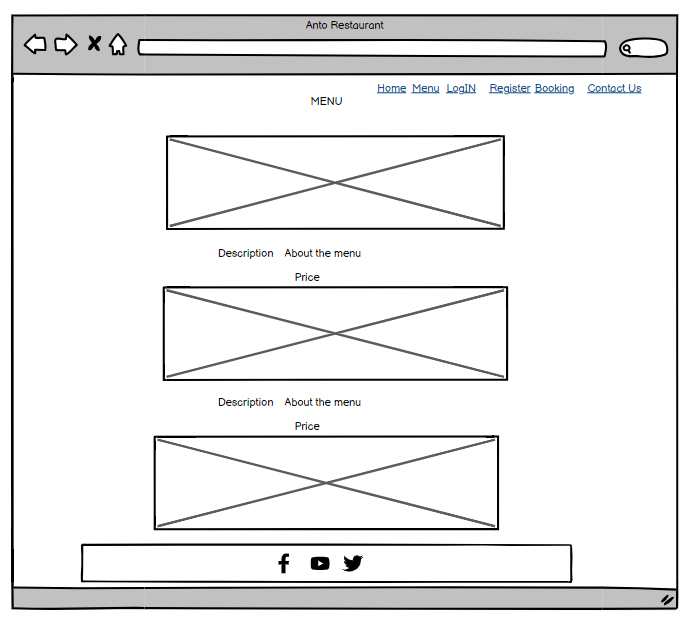 Anto Restaurant
Home Menu LogIN Register Booking Contact Us
MENU
Description About the menu
Price
Description About the menu
Price